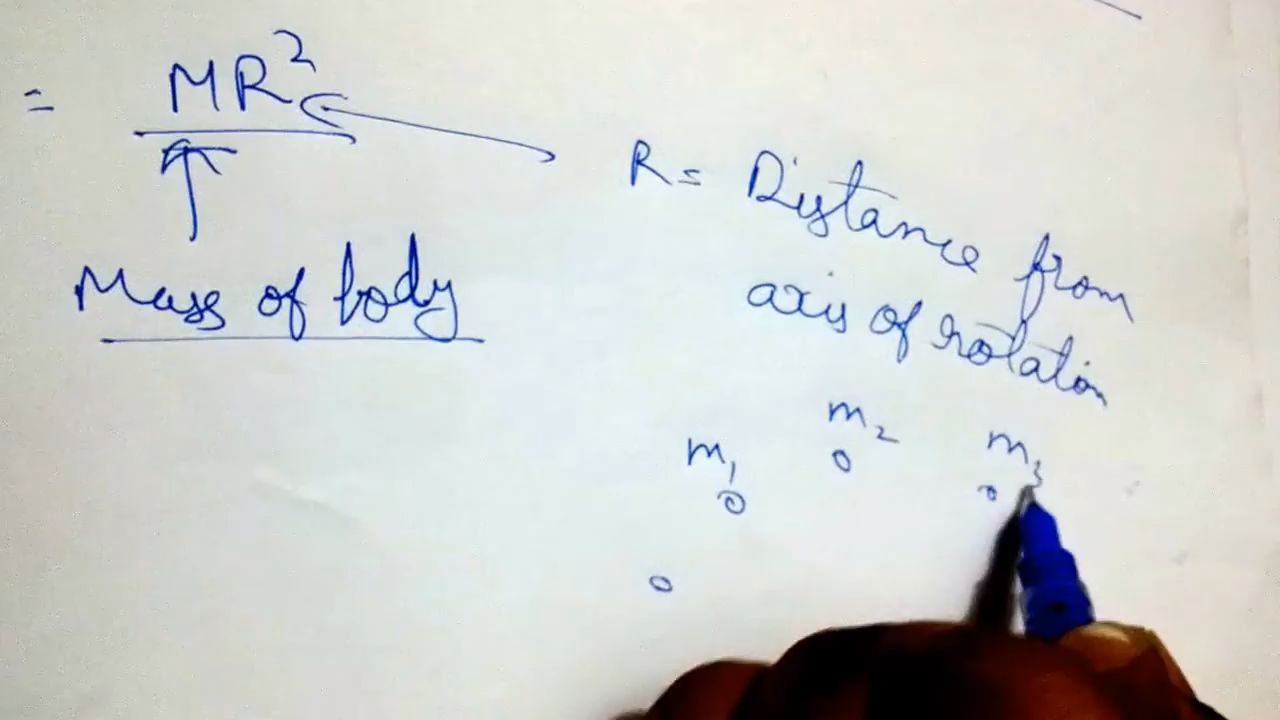 = MR²
R = Distance from
axis of rotation
Mass of body
m₁
m₂
m₃